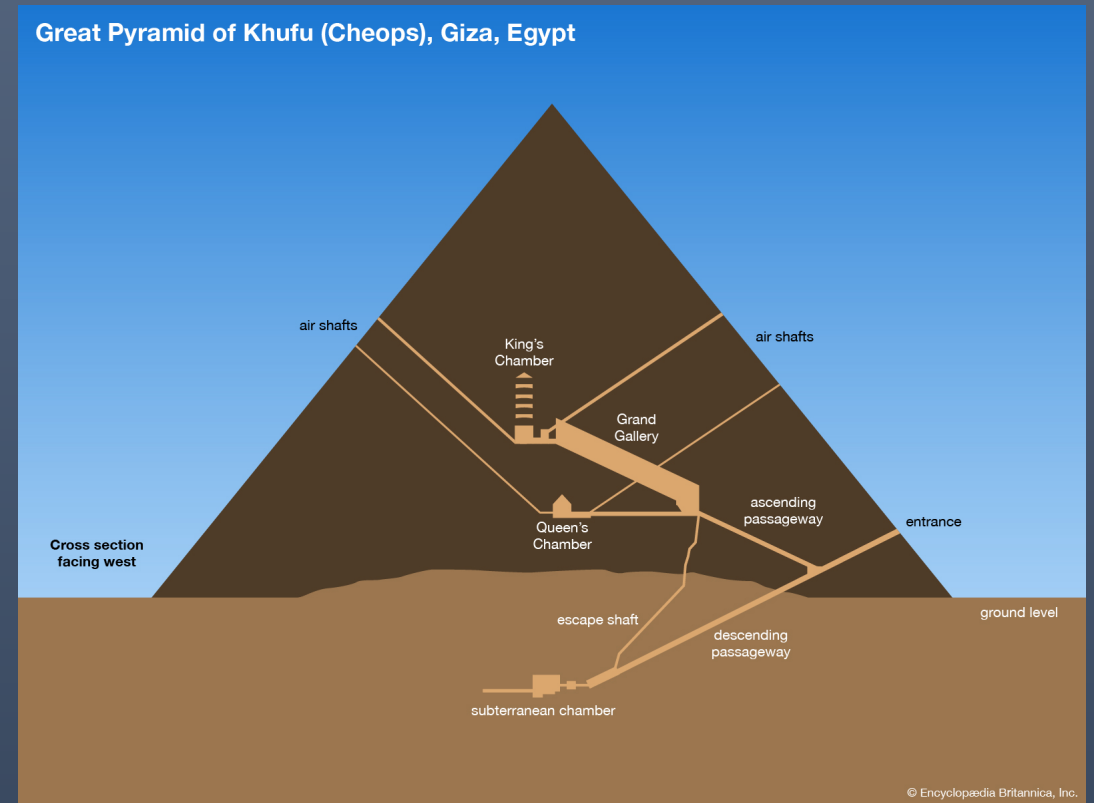 Great Pyramid of Khufu (Cheops), Giza, Egypt
air shafts
air shafts
King's
Chamber
Grand
Gallery
ascending
passageway
entrance
Queen's
Chamber
Cross section
facing west
ground level
escape shaft
descending
passageway
subterranean chamber
© Encyclopædia Britannica, Inc.